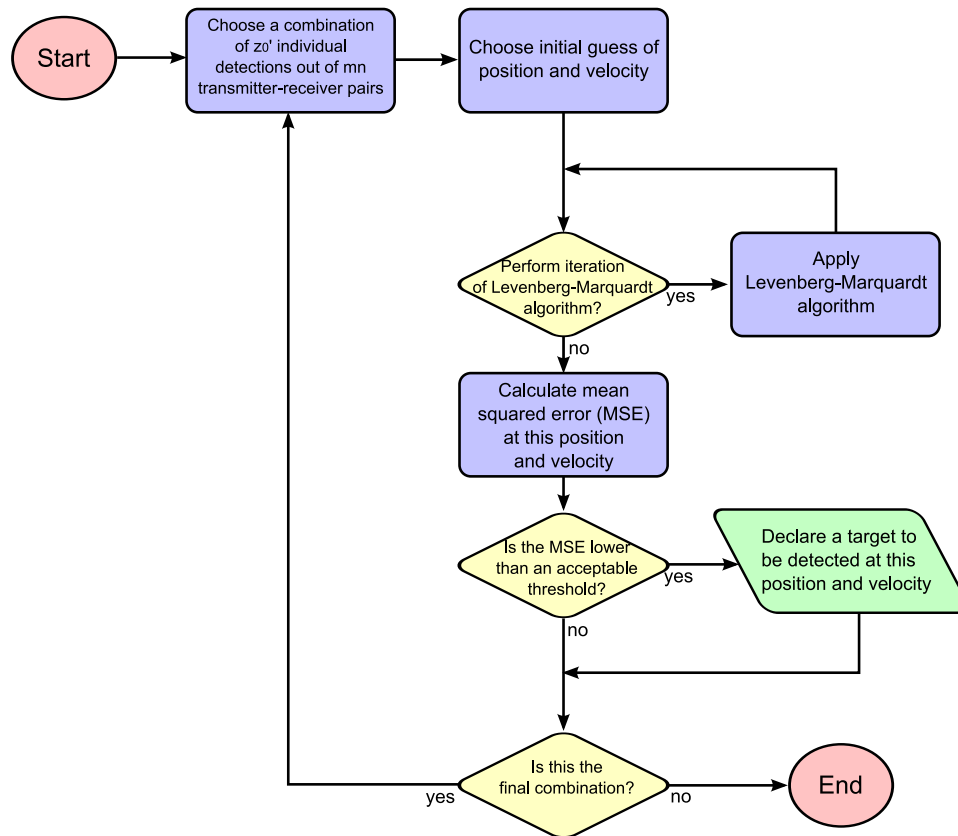 Start
Choose a combination
of z₀' individual
detections out of mn
transmitter-receiver pairs
Choose initial guess of
position and velocity
Perform iteration
of Levenberg-Marquardt
algorithm?
yes
Apply
Levenberg-Marquardt
algorithm
no
Calculate mean
squared error (MSE)
at this position
and velocity
Is the MSE lower
than an acceptable
threshold?
yes
Declare a target to
be detected at this
position and velocity
no
Is this the
final combination?
yes
no
End